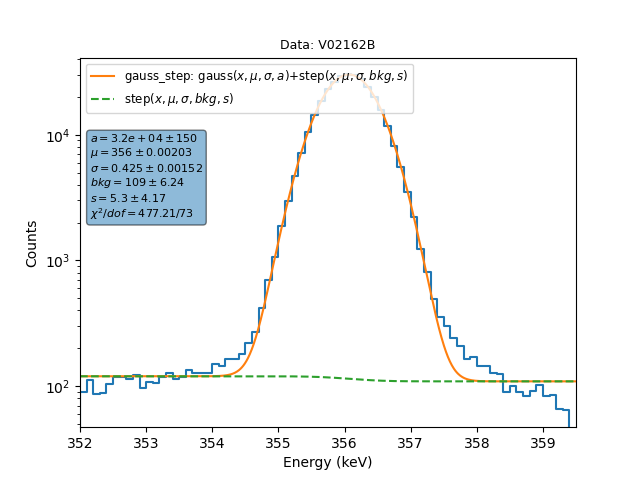 Data: V02162B
gauss_step: gauss(x, μ, σ, a)+step(x, μ, σ, bkg, s)
step(x, μ, σ, bkg, s)
a = 3.2e + 04 ± 150
μ = 356 ± 0.00203
σ = 0.425 ± 0.00152
bkg = 109 ± 6.24
s = 5.3 ± 4.17
χ²/dof = 477.21/73
Counts
10⁴
10³
10²
352 353 354 355 356 357 358 359
Energy (keV)